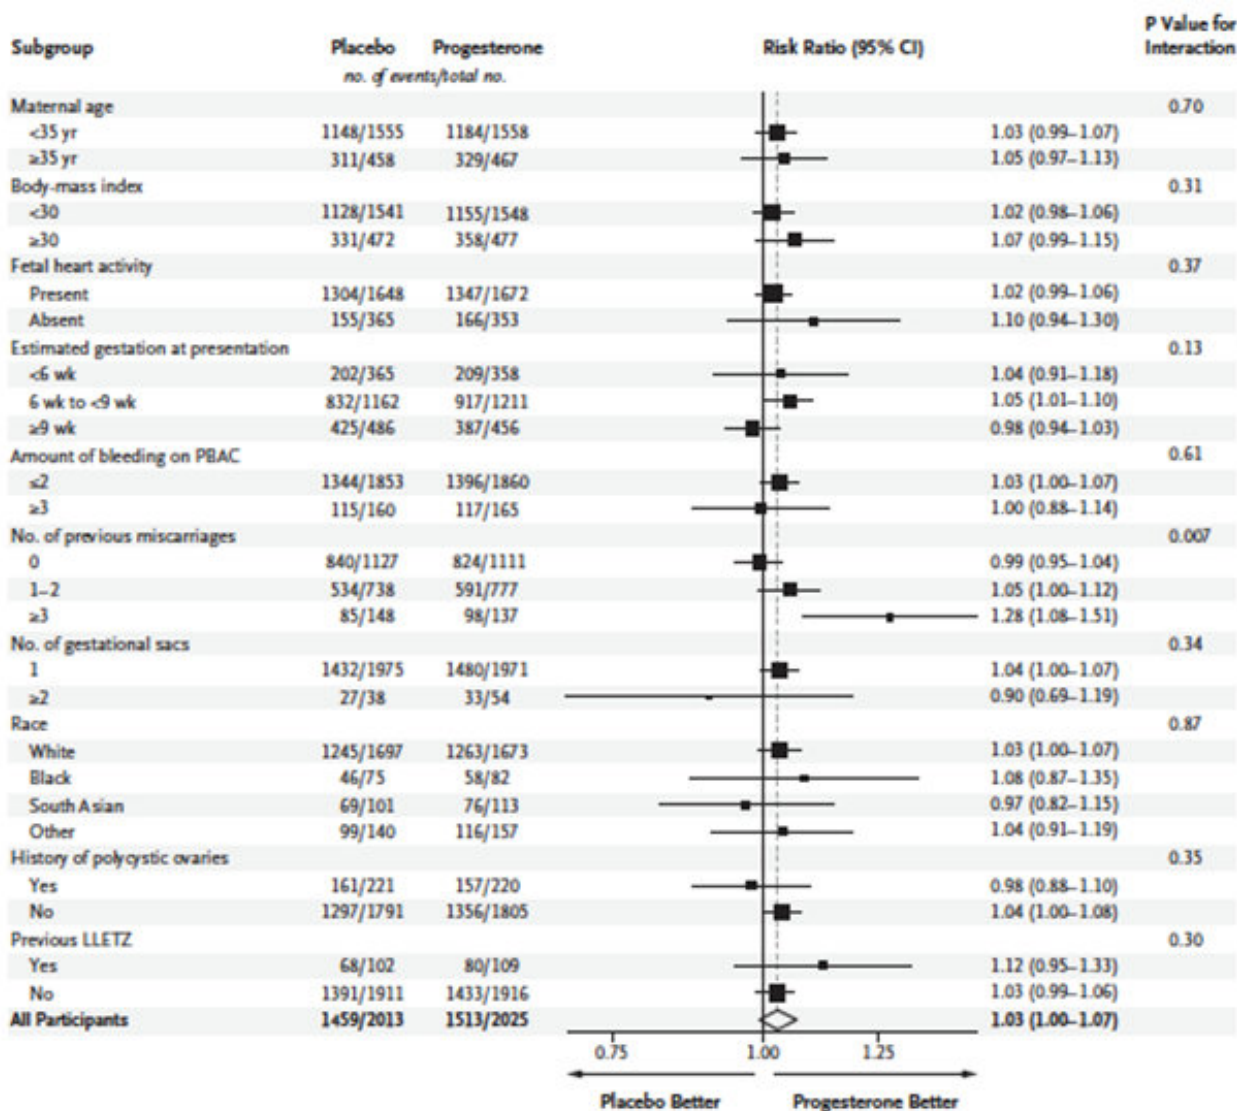 P Value for
Subgroup Placebo Progesterone Risk Ratio (95% CI) Interaction
no. of events/total no.
Maternal age 0.70
<35 yr 1148/1555 1184/1558 1.03 (0.99–1.07)
≥35 yr 311/458 329/467 1.05 (0.97–1.13)
Body-mass index 0.31
<30 1128/1541 1155/1548 1.02 (0.98–1.06)
≥30 331/472 358/477 1.07 (0.99–1.15)
Fetal heart activity 0.37
Present 1304/1648 1347/1672 1.02 (0.99–1.06)
Absent 155/365 166/353 1.10 (0.94–1.30)
Estimated gestation at presentation 0.13
<6 wk 202/365 209/358 1.04 (0.91–1.18)
6 wk to <9 wk 832/1162 917/1211 1.05 (1.01–1.10)
≥9 wk 425/486 387/456 0.98 (0.94–1.03)
Amount of bleeding on PBAC 0.61
≤2 1344/1853 1396/1860 1.03 (1.00–1.07)
≥3 115/160 117/165 1.00 (0.88–1.14)
No. of previous miscarriages 0.007
0 840/1127 824/1111 0.99 (0.95–1.04)
1–2 534/738 591/777 1.05 (1.00–1.12)
≥3 85/148 98/137 1.28 (1.08–1.51)
No. of gestational sacs 0.34
1 1432/1975 1480/1971 1.04 (1.00–1.07)
≥2 27/38 33/54 0.90 (0.69–1.19)
Race 0.87
White 1245/1697 1263/1673 1.03 (1.00–1.07)
Black 46/75 58/82 1.08 (0.87–1.35)
South Asian 69/101 76/113 0.97 (0.82–1.15)
Other 99/140 116/157 1.04 (0.91–1.19)
History of polycystic ovaries 0.35
Yes 161/221 157/220 0.98 (0.88–1.10)
No 1297/1791 1356/1805 1.04 (1.00–1.08)
Previous LLETZ 0.30
Yes 68/102 80/109 1.12 (0.95–1.33)
No 1391/1911 1433/1916 1.03 (0.99–1.06)
All Participants 1459/2013 1513/2025 1.03 (1.00–1.07)
0.75 1.00 1.25
Placebo Better Progesterone Better